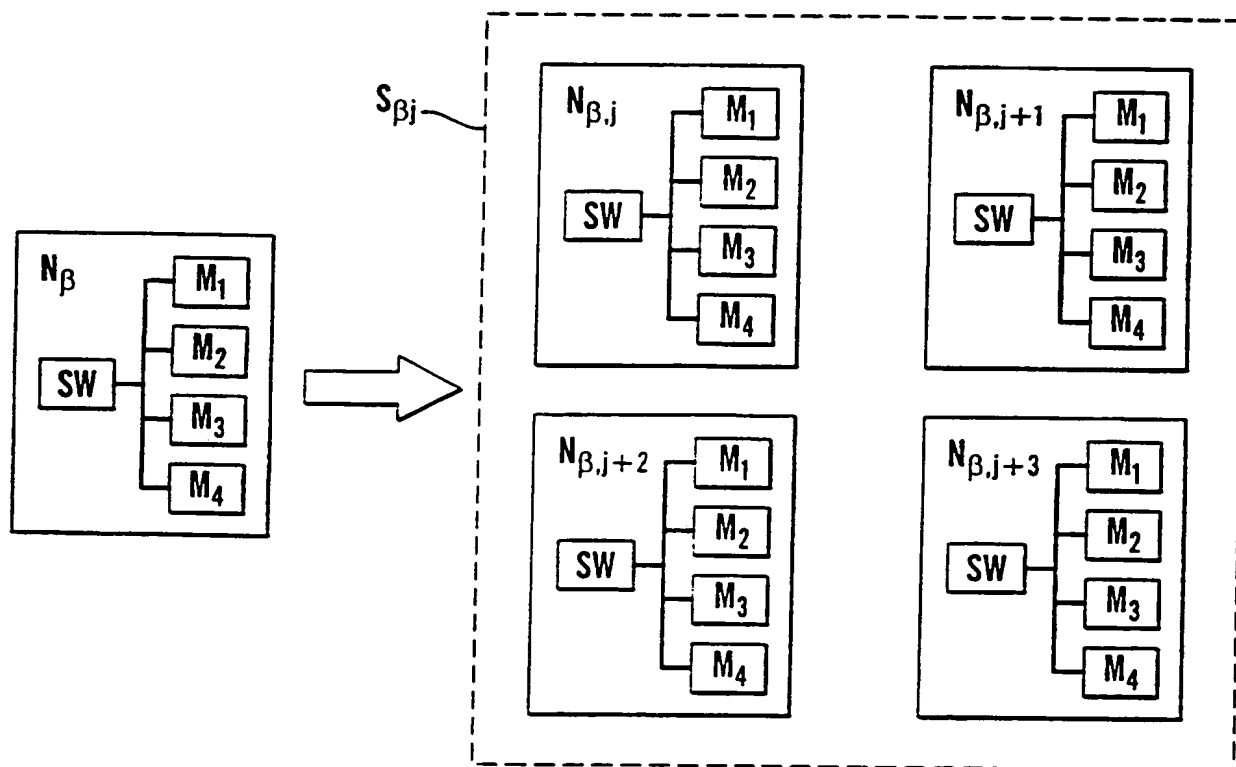 S_βj
N_β
SW
M_1
M_2
M_3
M_4
N_β,j
SW
M_1
M_2
M_3
M_4
N_β,j+1
SW
M_1
M_2
M_3
M_4
N_β,j+2
SW
M_1
M_2
M_3
M_4
N_β,j+3
SW
M_1
M_2
M_3
M_4